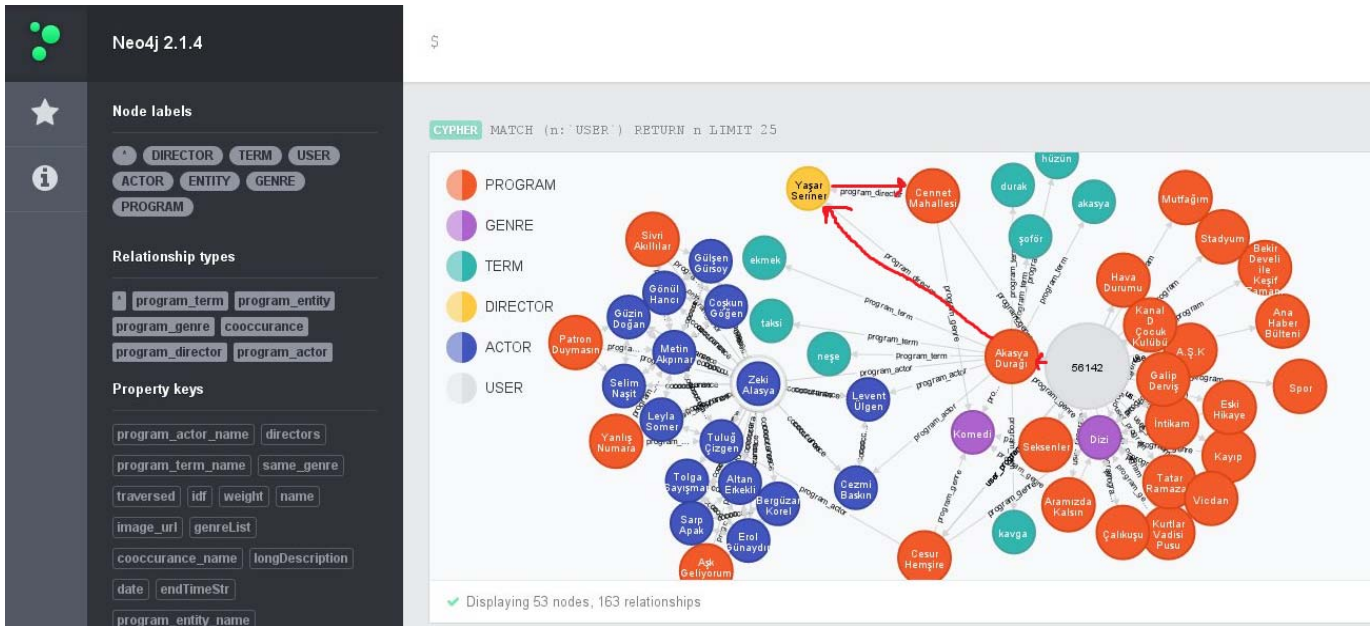 Neo4j 2.1.4
$
Node labels
* DIRECTOR TERM USER
ACTOR ENTITY GENRE
PROGRAM
Relationship types
* program_term program_entity
program_genre cooccurance
program_director program_actor
Property keys
program_actor_name directors
program_term_name same_genre
traversed idf weight name
image_url genreList
cooccurance_name longDescription
date endTimeStr
program_entity_name
CYPHER MATCH (n:`USER`) RETURN n LIMIT 25
PROGRAM
GENRE
TERM
DIRECTOR
ACTOR
USER
Yaşar
Seriner
program_director
Cennet
Mahallesi
durak
hüzün
akasya
şoför
Mutfağım
Stadyum
Bekir
Develi
ile
Keşif
Hava
Durumu
Kanal
D
Çocuk
Kulübü
Ana
Haber
Bülteni
A.Ş.K
Spor
Galip
Derviş
Eski
Hikaye
İntikam
Kayıp
Tatar
Ramazan
Vicdan
Kurtlar
Vadisi
Pusu
Çalıkuşu
Dizi
Aramızda
Kalsın
Seksenler
Komedi
kavga
Cesur
Hemşire
56142
Akasya
Durağı
program_term
program_term
program_actor
program_actor
program_actor
program_genre
program_genre
program_genre
program_actor
ekmek
taksi
neşe
Sivri
Akıllılar
Gülşen
Gürsoy
Gönül
Hancı
Coşkun
Göğen
Güzin
Doğan
Patron
Duymasın
Metin
Akpınar
Selim
Naşit
Zeki
Alasya
Levent
Ülgen
Leyla
Somer
Yanlış
Numara
Tuluğ
Çizgen
Tolga
Sayışman
Altan
Erkekli
Bergüzar
Korel
Cezmi
Baskın
Sarp
Apak
Erol
Günaydın
Aşk
Geliyorum
Displaying 53 nodes, 163 relationships